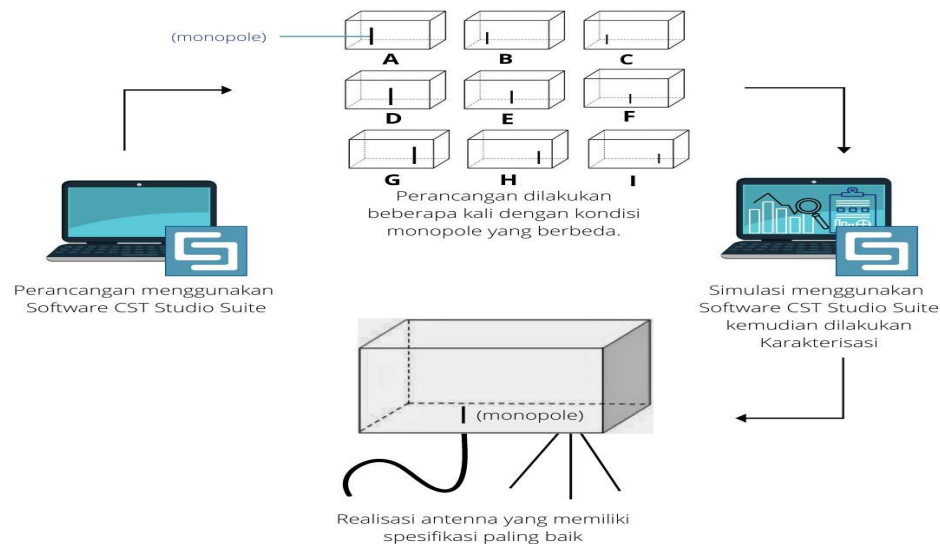 (monopole)
A
B
C
D
E
F
G
H
I
Perancangan dilakukan
beberapa kali dengan kondisi
monopole yang berbeda.
Perancangan menggunakan
Software CST Studio Suite
Simulasi menggunakan
Software CST Studio Suite
kemudian dilakukan
Karakterisasi
(monopole)
Realisasi antenna yang memiliki
spesifikasi paling baik